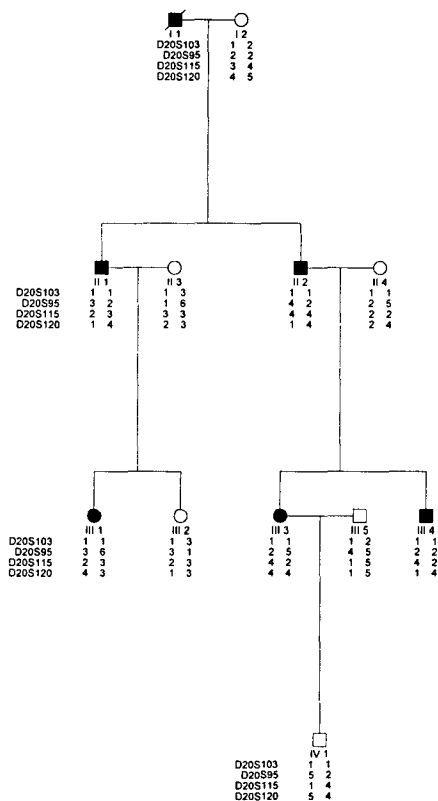 I 1 I 2
D20S103 1 2
D20S95 2 2
D20S115 3 4
D20S120 4 5
II 1 II 3 II 2 II 4
D20S103 1 1 1 3 1 1 1 1
D20S95 3 2 1 6 4 2 2 5
D20S115 2 3 3 3 4 4 2 2
D20S120 1 4 2 3 1 4 2 4
III 1 III 2 III 3 III 5 III 4
D20S103 1 1 1 3 1 1 1 2 1 1
D20S95 3 6 3 1 2 5 4 5 2 2
D20S115 2 3 2 3 4 2 1 5 4 2
D20S120 4 3 1 3 4 4 1 5 1 4
IV 1
D20S103 1 1
D20S95 5 2
D20S115 1 4
D20S120 5 4